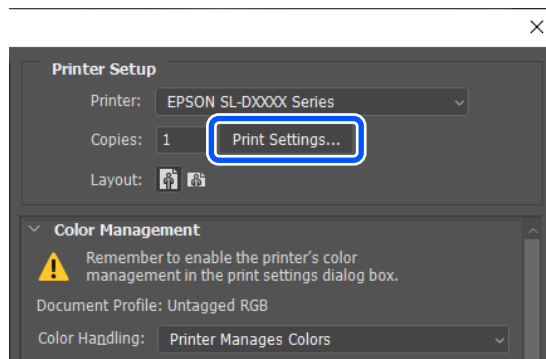 Printer Setup
Printer: EPSON SL-DXXXX Series
Copies: 1 Print Settings...
Layout:
Color Management
Remember to enable the printer's color
management in the print settings dialog box.
Document Profile: Untagged RGB
Color Handling: Printer Manages Colors